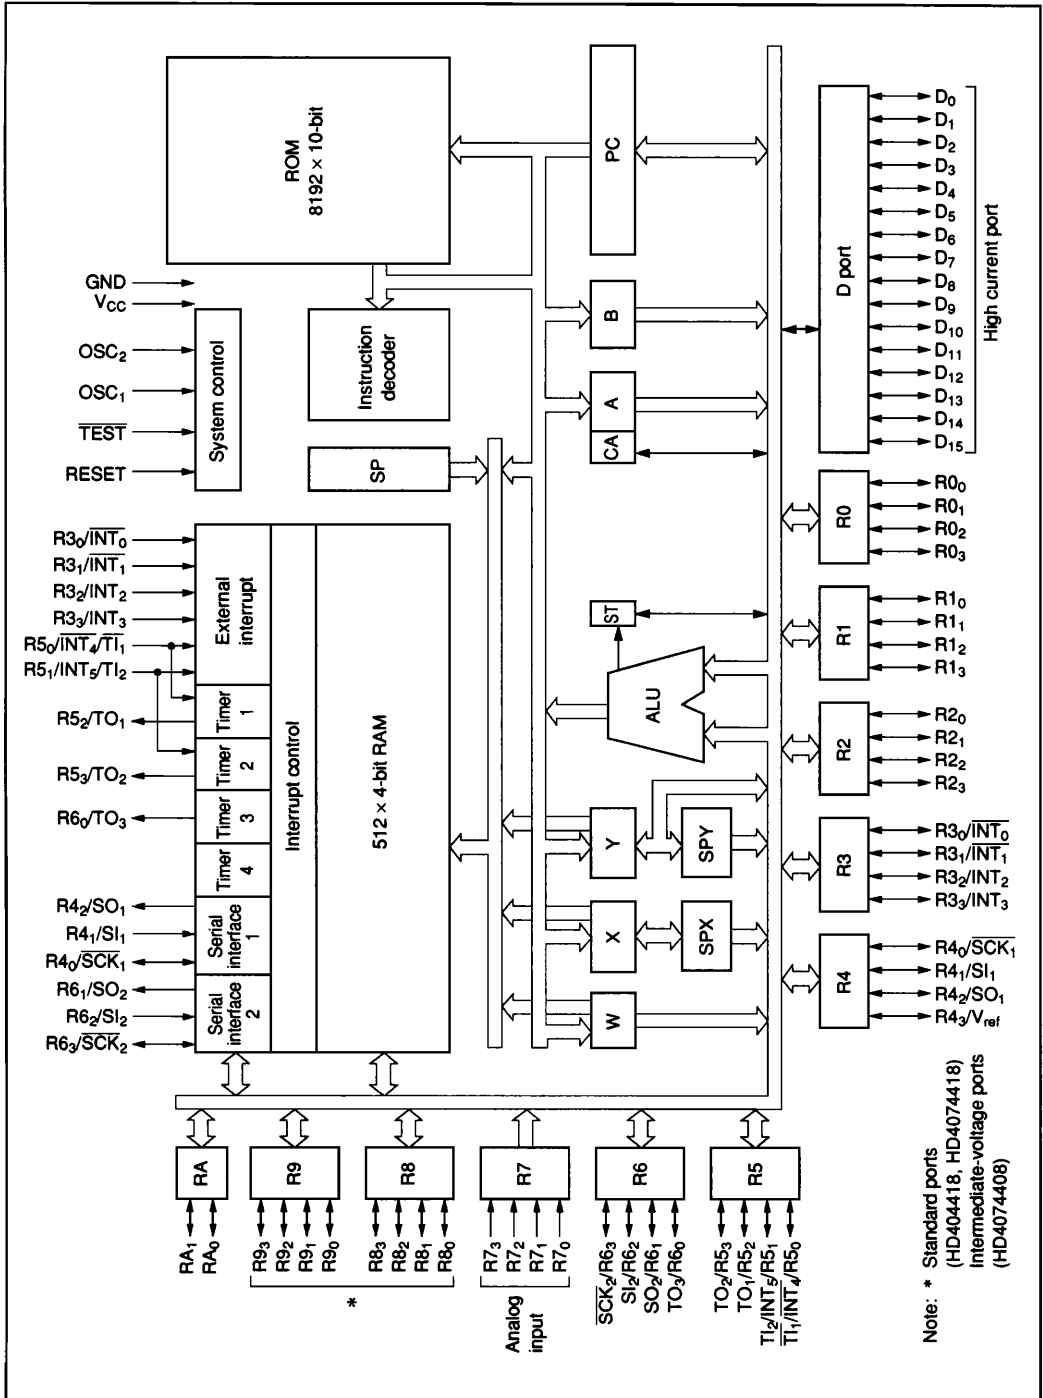 GND
V_CC
OSC₂
OSC₁
TEST
RESET
System control
ROM
8192 × 10-bit
Instruction
decoder
SP
PC
B
A
CA
ST
ALU
Y
SPY
X
SPX
W
R3₀/INT₀
R3₁/INT₁
R3₂/INT₂
R3₃/INT₃
R5₀/INT₄/TI₁
R5₁/INT₅/TI₂
R5₂/TO₁
R5₃/TO₂
R6₀/TO₃
R4₂/SO₁
R4₁/SI₁
R4₀/SCK₁
R6₁/SO₂
R6₂/SI₂
R6₃/SCK₂
External
interrupt
Timer
1
Timer
2
Timer
3
Timer
4
Serial
interface
1
Serial
interface
2
Interrupt control
512 × 4-bit RAM
D port
D₀
D₁
D₂
D₃
D₄
D₅
D₆
D₇
D₈
D₉
D₁₀
D₁₁
D₁₂
D₁₃
D₁₄
D₁₅
High current port
R0
R0₀
R0₁
R0₂
R0₃
R1
R1₀
R1₁
R1₂
R1₃
R2
R2₀
R2₁
R2₂
R2₃
R3
R3₀/INT₀
R3₁/INT₁
R3₂/INT₂
R3₃/INT₃
R4
R4₀/SCK₁
R4₁/SI₁
R4₂/SO₁
R4₃/V_ref
RA
RA₁
RA₀
R9
R9₃
R9₂
R9₁
R9₀
R8
R8₃
R8₂
R8₁
R8₀
*
R7
R7₃
R7₂
R7₁
R7₀
Analog
input
R6
SCK₂/R6₃
SI₂/R6₂
SO₂/R6₁
TO₃/R6₀
R5
TO₂/R5₃
TO₁/R5₂
TI₂/INT₅/R5₁
TI₁/INT₄/R5₀
Note: * Standard ports
(HD404418, HD4074418)
Intermediate-voltage ports
(HD4074408)